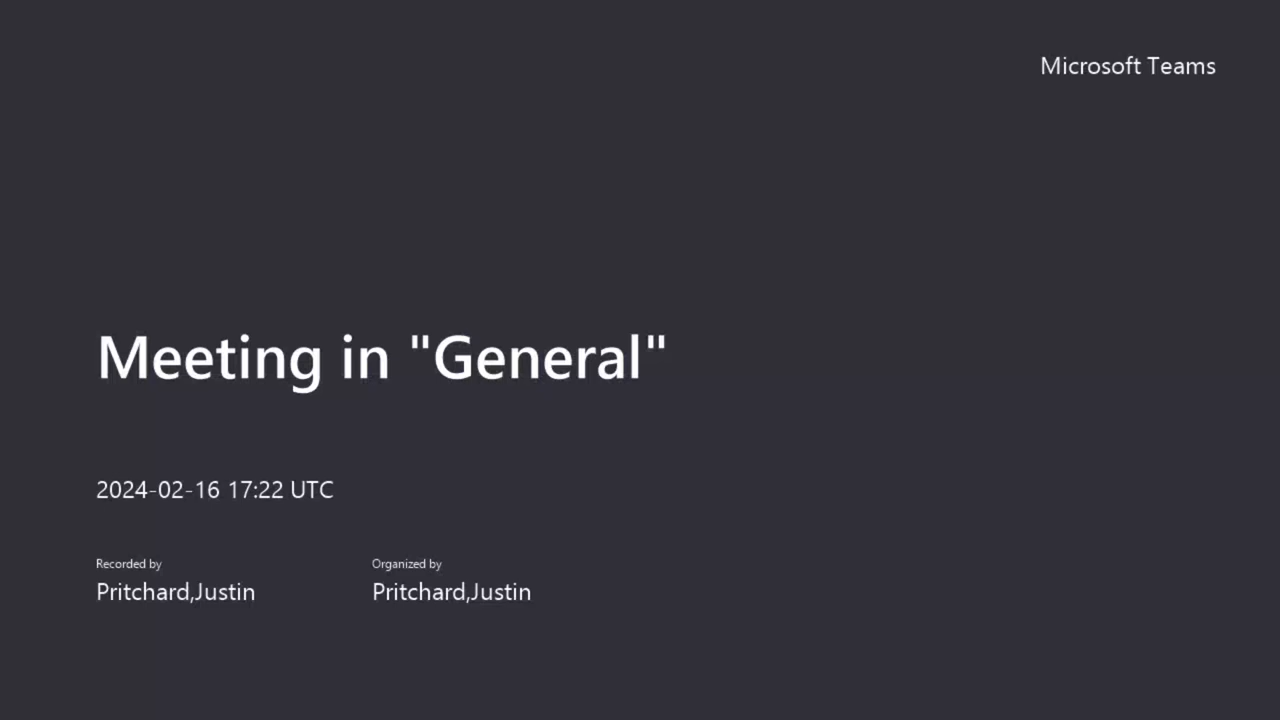 Microsoft Teams
Meeting in "General"
2024-02-16 17:22 UTC
Recorded by
Pritchard,Justin
Organized by
Pritchard,Justin